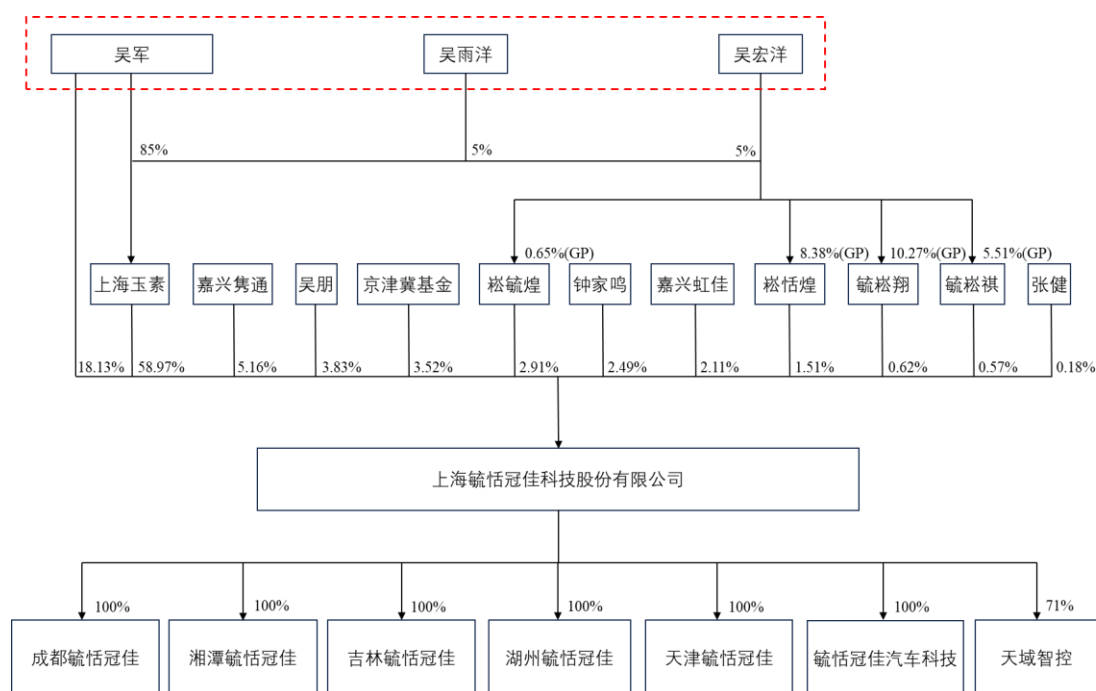 吴军
吴雨洋
吴宏洋
85%
5%
5%
0.65%(GP)
8.38%(GP)
10.27%(GP)
5.51%(GP)
上海玉素
嘉兴隽通
吴朋
京津冀基金
崧毓煌
钟家鸣
嘉兴虹佳
崧恬煌
毓崧翔
毓崧祺
张健
18.13%
58.97%
5.16%
3.83%
3.52%
2.91%
2.49%
2.11%
1.51%
0.62%
0.57%
0.18%
上海毓恬冠佳科技股份有限公司
100%
100%
100%
100%
100%
100%
71%
成都毓恬冠佳
湘潭毓恬冠佳
吉林毓恬冠佳
湖州毓恬冠佳
天津毓恬冠佳
毓恬冠佳汽车科技
天域智控